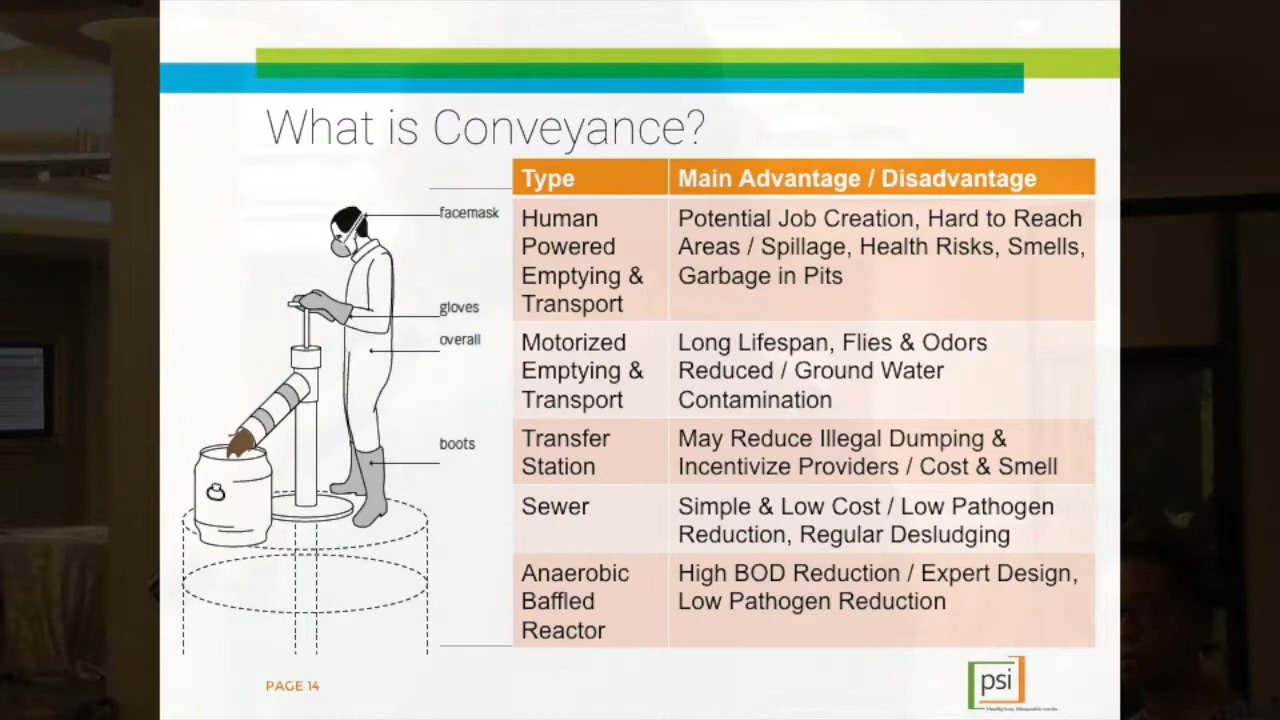 What is Conveyance?
facemask
gloves
overall
boots
Type
Main Advantage / Disadvantage
Human
Powered
Emptying &
Transport
Potential Job Creation, Hard to Reach
Areas / Spillage, Health Risks, Smells,
Garbage in Pits
Motorized
Emptying &
Transport
Long Lifespan, Flies & Odors
Reduced / Ground Water
Contamination
Transfer
Station
May Reduce Illegal Dumping &
Incentivize Providers / Cost & Smell
Sewer
Simple & Low Cost / Low Pathogen
Reduction, Regular Desludging
Anaerobic
Baffled
Reactor
High BOD Reduction / Expert Design,
Low Pathogen Reduction
PAGE 14
psi